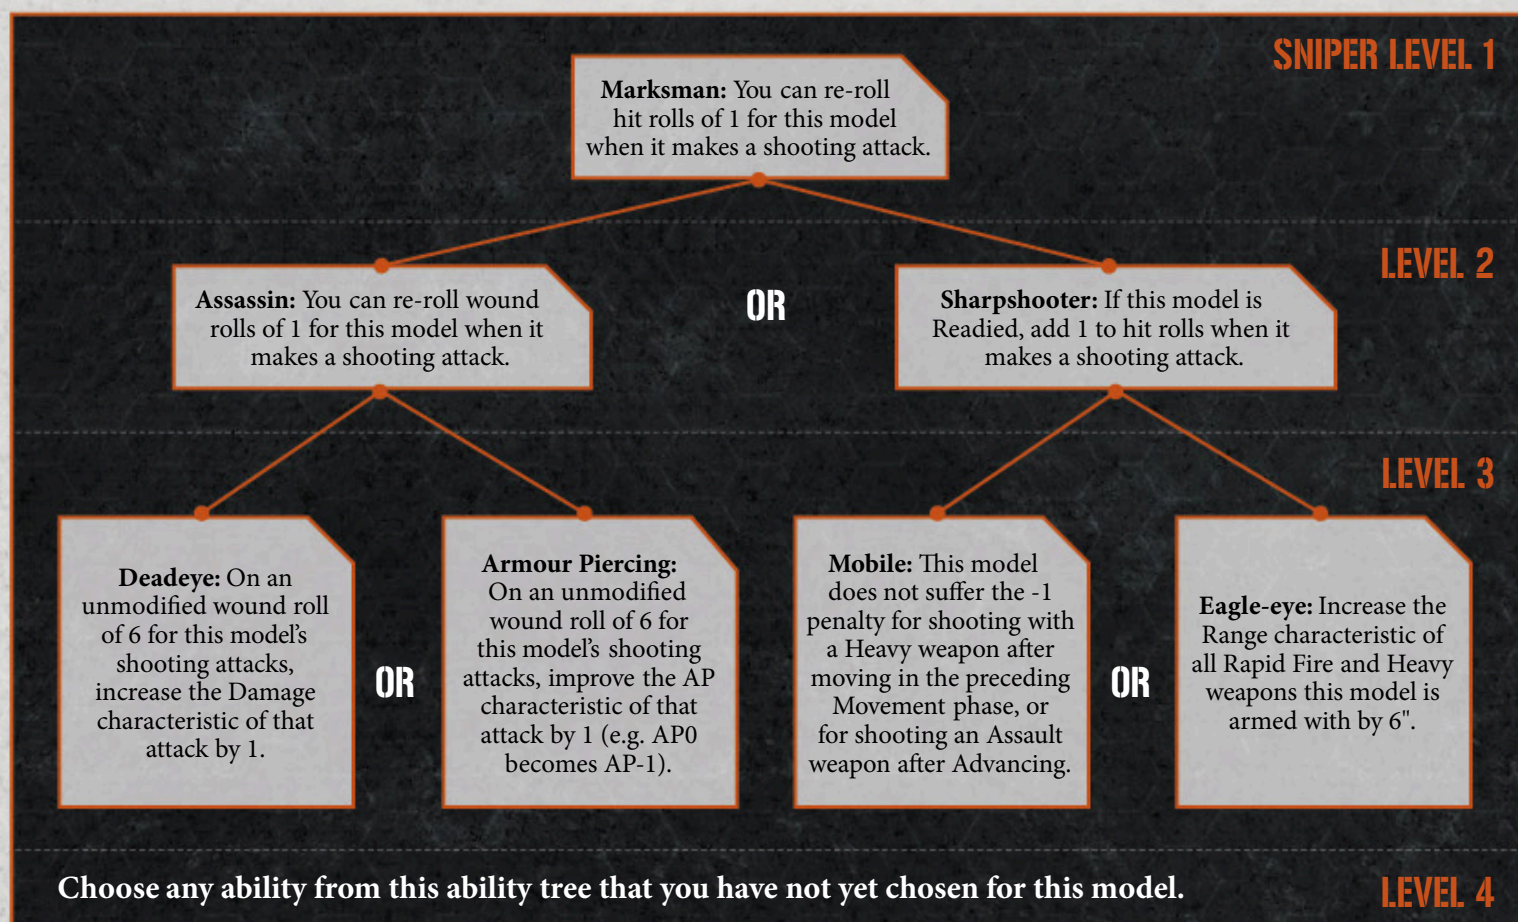 SNIPER LEVEL 1
Marksman: You can re-roll
hit rolls of 1 for this model
when it makes a shooting attack.
LEVEL 2
Assassin: You can re-roll wound
rolls of 1 for this model when it
makes a shooting attack.
OR
Sharpshooter: If this model is
Readied, add 1 to hit rolls when it
makes a shooting attack.
LEVEL 3
Deadeye: On an
unmodified wound roll
of 6 for this model's
shooting attacks,
increase the Damage
characteristic of that
attack by 1.
OR
Armour Piercing:
On an unmodified
wound roll of 6 for
this model's shooting
attacks, improve the AP
characteristic of that
attack by 1 (e.g. AP0
becomes AP-1).
Mobile: This model
does not suffer the -1
penalty for shooting with
a Heavy weapon after
moving in the preceding
Movement phase, or
for shooting an Assault
weapon after Advancing.
OR
Eagle-eye: Increase the
Range characteristic of
all Rapid Fire and Heavy
weapons this model is
armed with by 6".
Choose any ability from this ability tree that you have not yet chosen for this model.
LEVEL 4